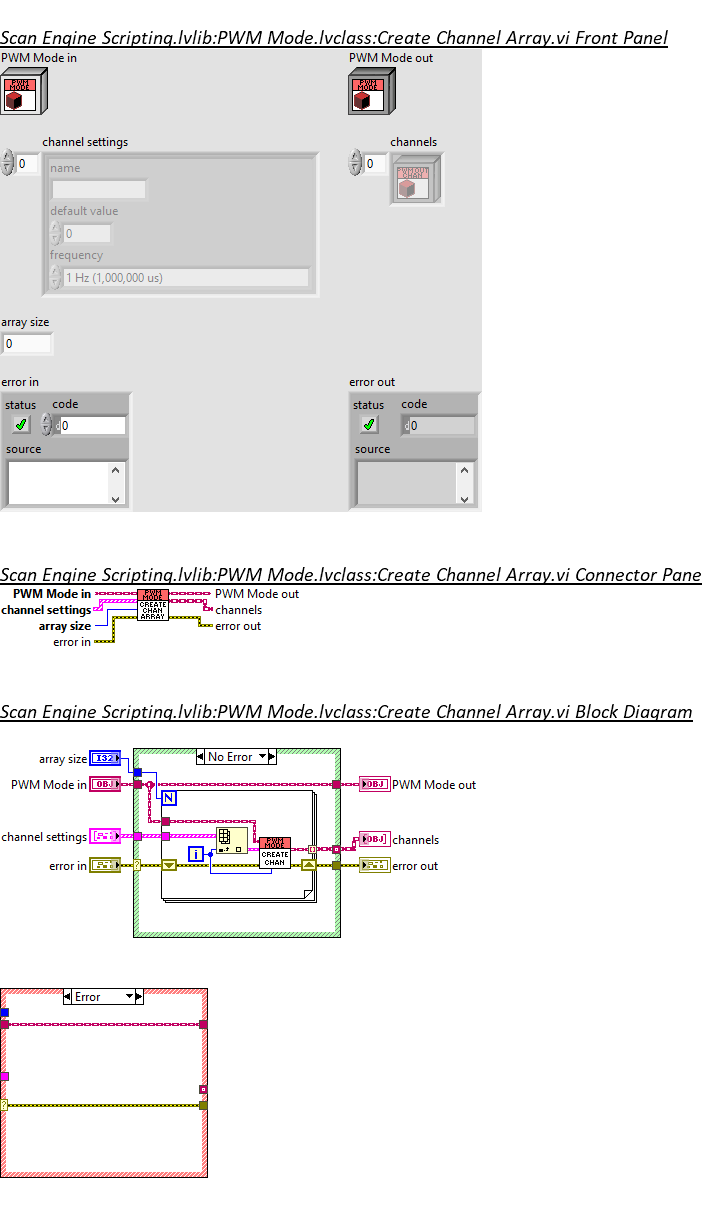 Scan Engine Scripting.lvlib:PWM Mode.lvclass:Create Channel Array.vi Front Panel
PWM Mode in
PWM Mode out
PWM
MODE
PWM
MODE
channel settings
channels
0
0
name
PWM OUT
CHAN
default value
0
frequency
1 Hz (1,000,000 us)
array size
0
error in
error out
status
code
status
code
d0
d0
source
source
Scan Engine Scripting.lvlib:PWM Mode.lvclass:Create Channel Array.vi Connector Pane
PWM Mode in
PWM
MODE
PWM Mode out
channel settings
CREATE
CHAN
ARRAY
channels
array size
error out
error in
Scan Engine Scripting.lvlib:PWM Mode.lvclass:Create Channel Array.vi Block Diagram
No Error
array size
I32
PWM Mode in
OBJ
OBJ
PWM Mode out
N
channel settings
PWM
MODE
CREATE
CHAN
OBJ
channels
i
error in
?
error out
Error
?